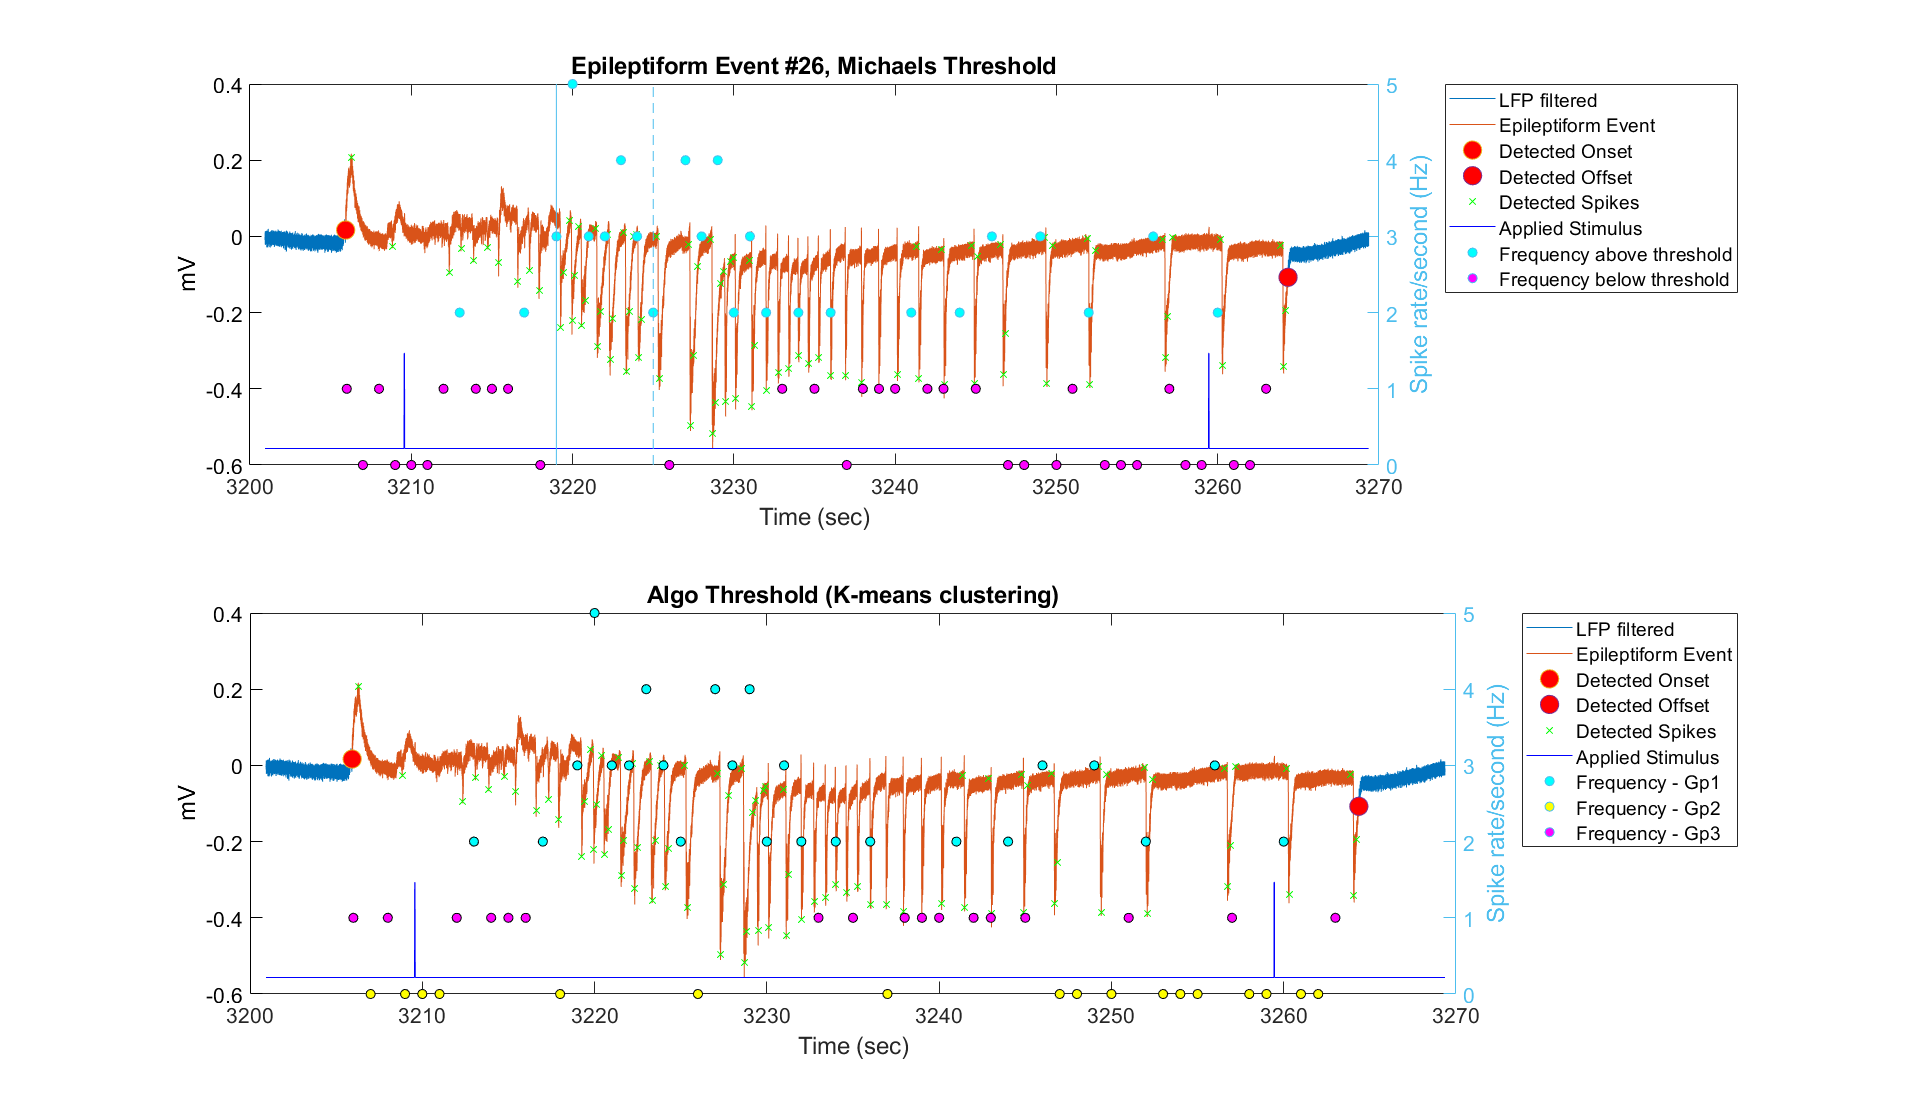 Epileptiform Event #26, Michaels Threshold
0.4
0.2
0
-0.2
-0.4
-0.6
mV
3200
3210
3220
3230
3240
3250
3260
3270
Time (sec)
5
4
3
2
1
0
Spike rate/second (Hz)
LFP filtered
Epileptiform Event
Detected Onset
Detected Offset
Detected Spikes
Applied Stimulus
Frequency above threshold
Frequency below threshold
Algo Threshold (K-means clustering)
0.4
0.2
0
-0.2
-0.4
-0.6
mV
3200
3210
3220
3230
3240
3250
3260
3270
Time (sec)
5
4
3
2
1
0
Spike rate/second (Hz)
LFP filtered
Epileptiform Event
Detected Onset
Detected Offset
Detected Spikes
Applied Stimulus
Frequency - Gp1
Frequency - Gp2
Frequency - Gp3